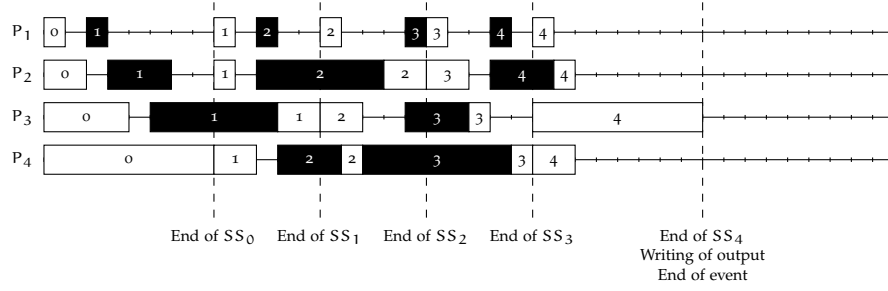 P1 0 1 1 2 2 3 3 4 4
P2 0 1 1 2 2 3 4 4
P3 0 1 1 2 3 3 4
P4 0 1 2 2 3 3 4
End of SS0 End of SS1 End of SS2 End of SS3 End of SS4
Writing of output
End of event